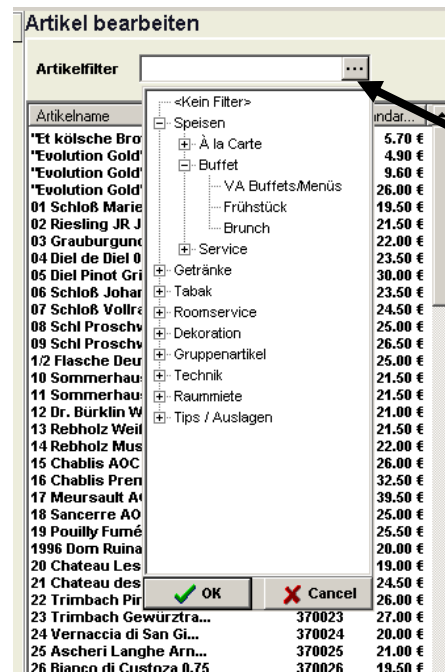 Artikel bearbeiten
Artikelfilter
...
Artikelname
ndar...
<Kein Filter>
Speisen
À la Carte
Buffet
VA Buffets/Menüs
Frühstück
Brunch
Service
Getränke
Tabak
Roomservice
Dekoration
Gruppenartikel
Technik
Raummiete
Tips / Auslagen
OK
Cancel
"Et kölsche Bro 5.70 €
"Evolution Gold" 4.90 €
"Evolution Gold" 9.60 €
"Evolution Gold" 26.00 €
01 Schloß Marie 19.50 €
02 Riesling JR J 21.50 €
03 Grauburgund 22.00 €
04 Diel de Diel 0 23.50 €
05 Diel Pinot Gri 30.00 €
06 Schloß Johan 23.50 €
07 Schloß Vollra 24.50 €
08 Schl Proschw 25.00 €
09 Schl Proschw 26.50 €
1/2 Flasche Deu 25.00 €
10 Sommerhau 21.50 €
11 Sommerhau 21.50 €
12 Dr. Bürklin W 21.00 €
13 Rebholz Weiß 21.50 €
14 Rebholz Mus 22.00 €
15 Chablis AOC 26.00 €
16 Chablis Pren 32.50 €
17 Meursault A 39.50 €
18 Sancerre AO 25.00 €
19 Pouilly Fumé 25.50 €
1996 Dom Ruina 20.00 €
20 Chateau Les 19.00 €
21 Chateau des 24.50 €
22 Trimbach Pir 26.00 €
23 Trimbach Gewürztra... 370023 27.00 €
24 Vernaccia di San Gi... 370024 20.00 €
25 Ascheri Langhe Arn... 370025 21.00 €
26 Bianco di Custoza 0.75 370026 19.50 €